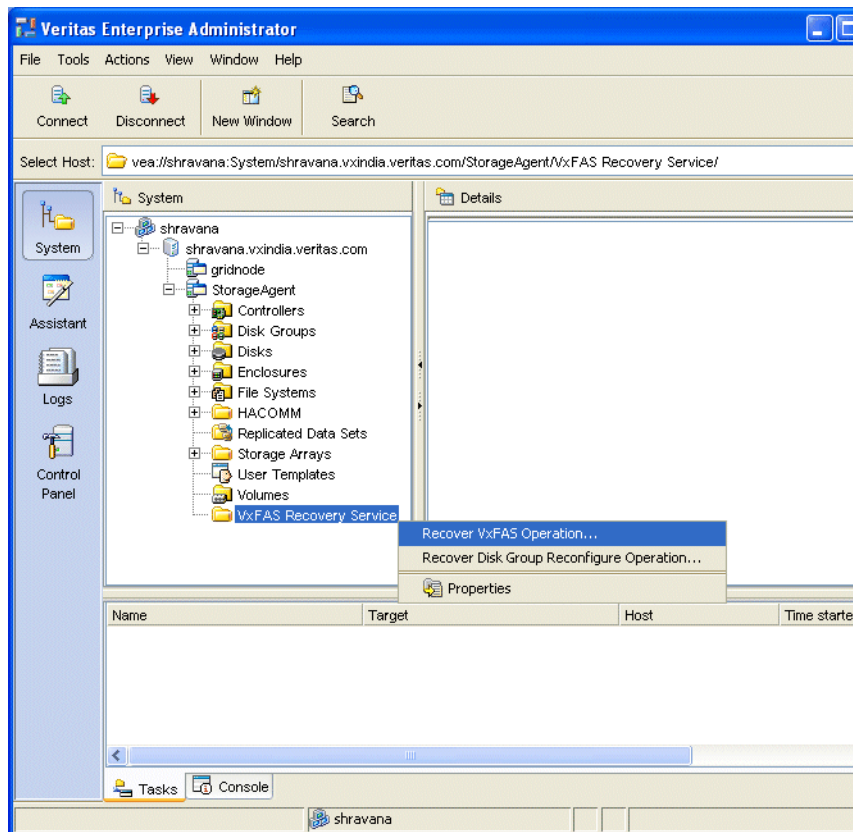 Veritas Enterprise Administrator
File Tools Actions View Window Help
Connect Disconnect New Window Search
Select Host: vea://shravana:System/shravana.vxindia.veritas.com/StorageAgent/VxFAS Recovery Service/
System
Assistant
Logs
Control
Panel
System
shravana
shravana.vxindia.veritas.com
gridnode
StorageAgent
Controllers
Disk Groups
Disks
Enclosures
File Systems
HACOMM
Replicated Data Sets
Storage Arrays
User Templates
Volumes
VxFAS Recovery Service
Details
Recover VxFAS Operation...
Recover Disk Group Reconfigure Operation...
Properties
Name Target Host Time starte
Tasks Console
shravana